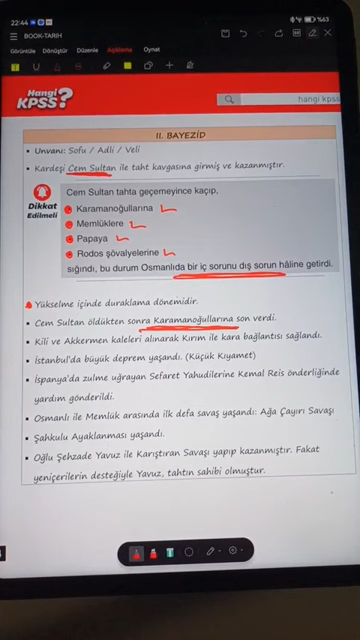 22:44
%63
BOOK-TARIH
Görüntüle Dönüştür Düzenle Açıklama Oynat
Hangi
KPSS?
hangi kpss
II. BAYEZİD
• Unvanı: Sofu / Adli / Veli
• Kardeşi Cem Sultan ile taht kavgasına girmiş ve kazanmıştır.
Dikkat
Edilmeli
Cem Sultan tahta geçemeyince kaçıp,
Karamanoğullarına
Memlüklere
Papaya
Rodos şövalyelerine
sığındı, bu durum Osmanlıda bir iç sorunu dış sorun hâline getirdi.
Yükselme içinde duraklama dönemidir.
• Cem Sultan öldükten sonra Karamanoğullarına son verdi.
• Kili ve Akkermen kaleleri alınarak Kırım ile kara bağlantısı sağlandı.
• İstanbul'da büyük deprem yaşandı. (Küçük Kıyamet)
• İspanya'da zulme uğrayan Sefaret Yahudilerine Kemal Reis önderliğinde
yardım gönderildi.
• Osmanlı ile Memlük arasında ilk defa savaş yaşandı: Ağa Çayırı Savaşı
• Şahkulu Ayaklanması yaşandı.
• Oğlu Şehzade Yavuz ile Karıştıran Savaşı yapıp kazanmıştır. Fakat
yeniçerilerin desteğiyle Yavuz, tahtın sahibi olmuştur.